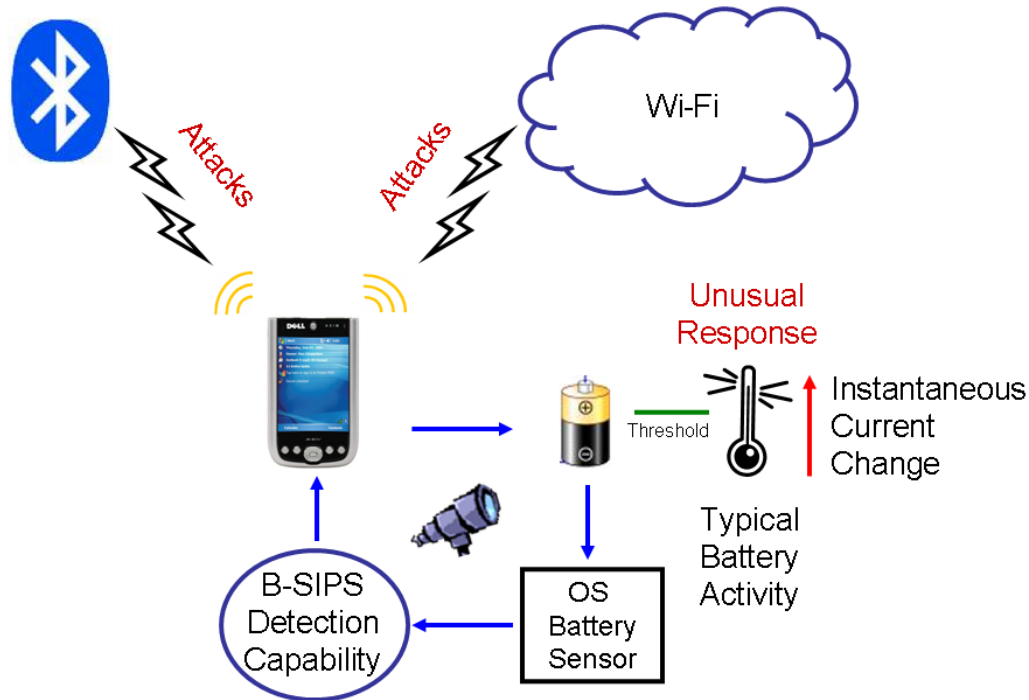 Wi-Fi
Attacks
Attacks
DELL
Unusual
Response
Threshold
Instantaneous
Current
Change
Typical
Battery
Activity
B-SIPS
Detection
Capability
OS
Battery
Sensor